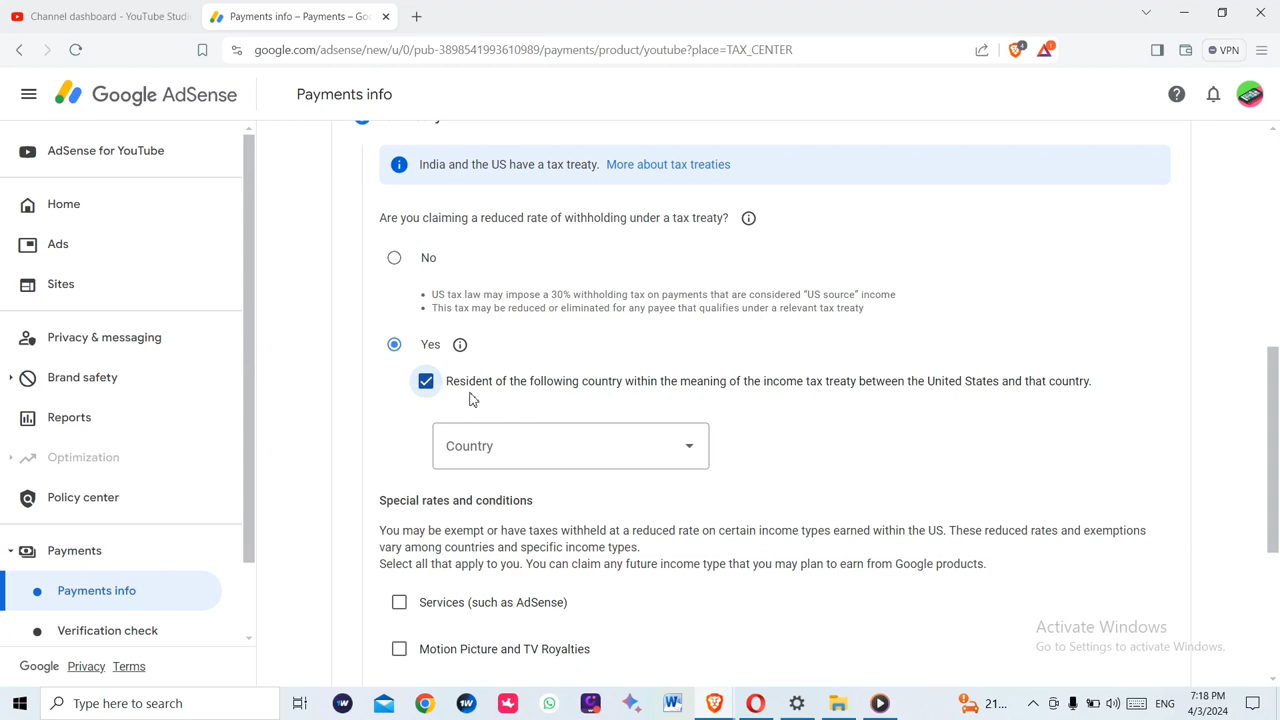 Channel dashboard - YouTube Studi
Payments info – Payments – Goo
google.com/adsense/new/u/0/pub-3898541993610989/payments/product/youtube?place=TAX_CENTER
4
1
VPN
Google AdSense
Payments info
AdSense for YouTube
Home
Ads
Sites
Privacy & messaging
Brand safety
Reports
Optimization
Policy center
Payments
Payments info
Verification check
Google Privacy Terms
India and the US have a tax treaty. More about tax treaties
Are you claiming a reduced rate of withholding under a tax treaty?
No
• US tax law may impose a 30% withholding tax on payments that are considered “US source” income
• This tax may be reduced or eliminated for any payee that qualifies under a relevant tax treaty
Yes
Resident of the following country within the meaning of the income tax treaty between the United States and that country.
Country
Special rates and conditions
You may be exempt or have taxes withheld at a reduced rate on certain income types earned within the US. These reduced rates and exemptions
vary among countries and specific income types.
Select all that apply to you. You can claim any future income type that you may plan to earn from Google products.
Services (such as AdSense)
Motion Picture and TV Royalties
Activate Windows
Go to Settings to activate Windows.
Type here to search
21...
ENG
7:18 PM
4/3/2024